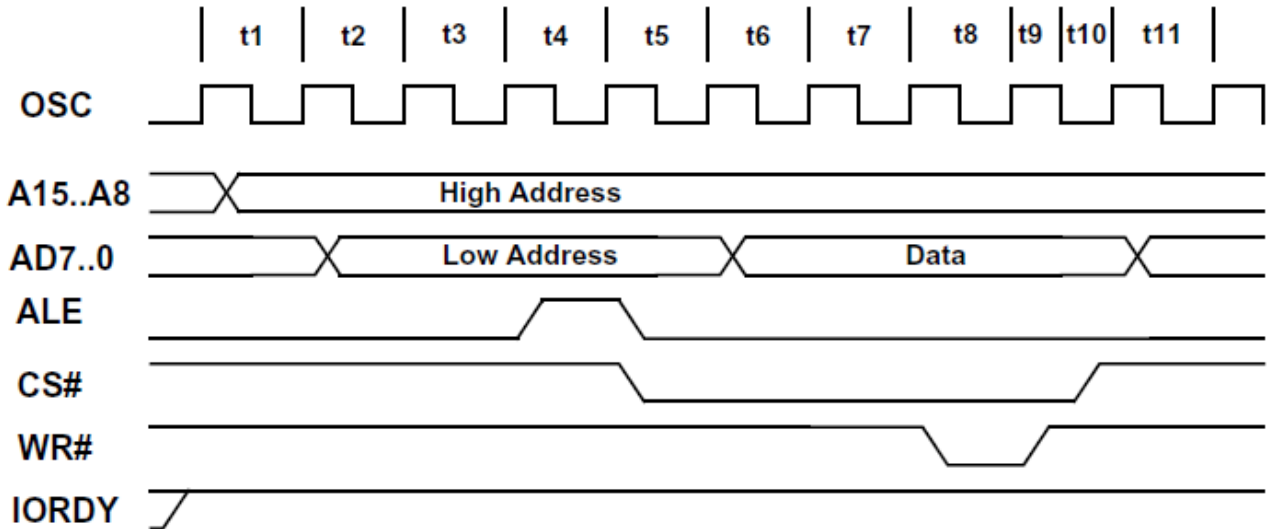 t1 t2 t3 t4 t5 t6 t7 t8 t9 t10 t11
OSC
A15..A8 High Address
AD7..0 Low Address Data
ALE
CS#
WR#
IORDY